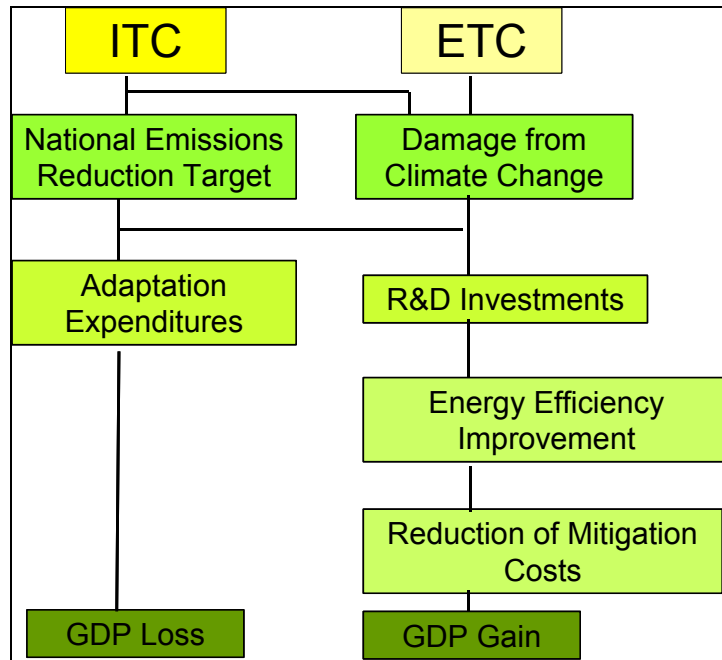 ITC
ETC
National Emissions
Reduction Target
Damage from
Climate Change
Adaptation
Expenditures
R&D Investments
Energy Efficiency
Improvement
Reduction of Mitigation
Costs
GDP Loss
GDP Gain